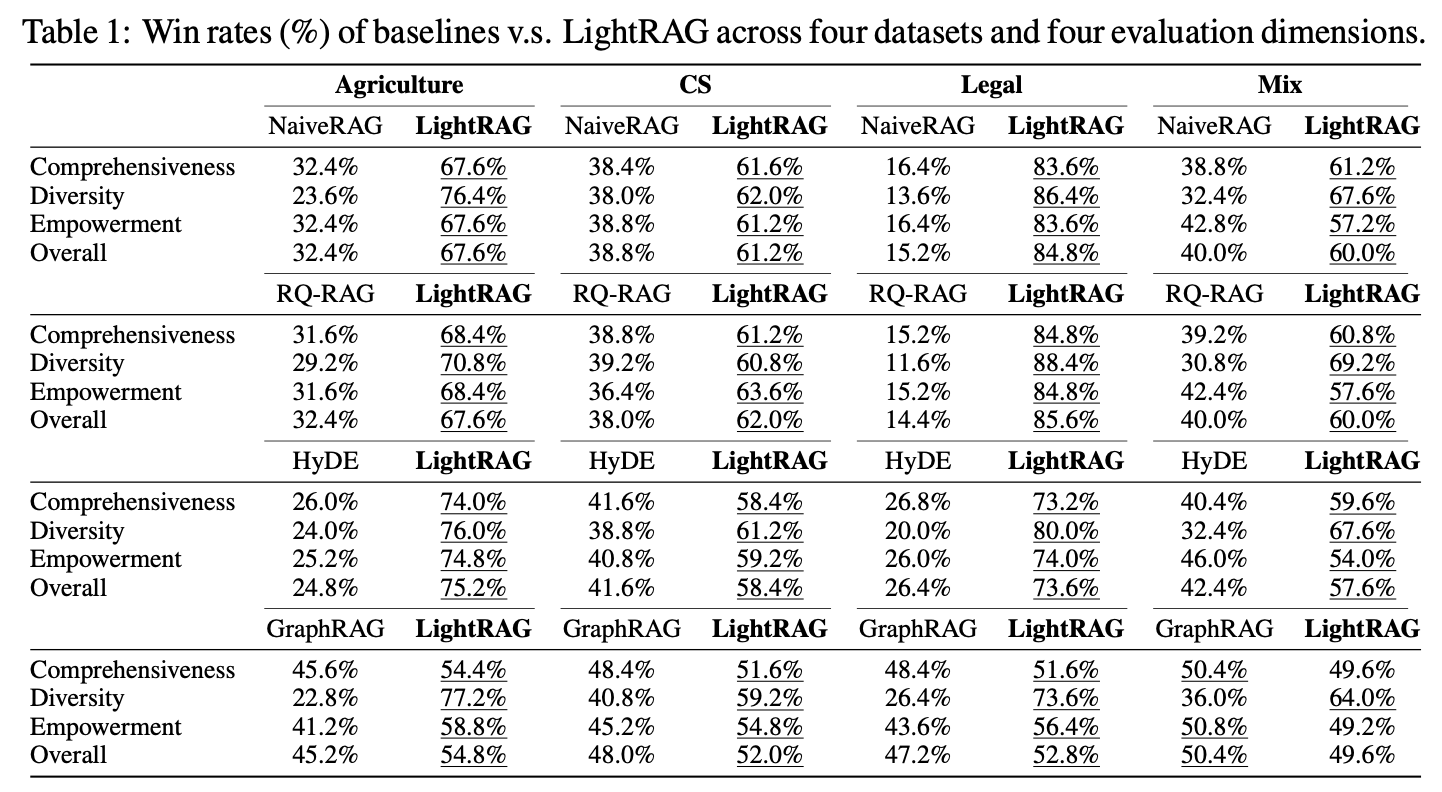 Table 1: Win rates (%) of baselines v.s. LightRAG across four datasets and four evaluation dimensions.
Agriculture CS Legal Mix
NaiveRAG LightRAG NaiveRAG LightRAG NaiveRAG LightRAG NaiveRAG LightRAG
Comprehensiveness 32.4% 67.6% 38.4% 61.6% 16.4% 83.6% 38.8% 61.2%
Diversity 23.6% 76.4% 38.0% 62.0% 13.6% 86.4% 32.4% 67.6%
Empowerment 32.4% 67.6% 38.8% 61.2% 16.4% 83.6% 42.8% 57.2%
Overall 32.4% 67.6% 38.8% 61.2% 15.2% 84.8% 40.0% 60.0%
RQ-RAG LightRAG RQ-RAG LightRAG RQ-RAG LightRAG RQ-RAG LightRAG
Comprehensiveness 31.6% 68.4% 38.8% 61.2% 15.2% 84.8% 39.2% 60.8%
Diversity 29.2% 70.8% 39.2% 60.8% 11.6% 88.4% 30.8% 69.2%
Empowerment 31.6% 68.4% 36.4% 63.6% 15.2% 84.8% 42.4% 57.6%
Overall 32.4% 67.6% 38.0% 62.0% 14.4% 85.6% 40.0% 60.0%
HyDE LightRAG HyDE LightRAG HyDE LightRAG HyDE LightRAG
Comprehensiveness 26.0% 74.0% 41.6% 58.4% 26.8% 73.2% 40.4% 59.6%
Diversity 24.0% 76.0% 38.8% 61.2% 20.0% 80.0% 32.4% 67.6%
Empowerment 25.2% 74.8% 40.8% 59.2% 26.0% 74.0% 46.0% 54.0%
Overall 24.8% 75.2% 41.6% 58.4% 26.4% 73.6% 42.4% 57.6%
GraphRAG LightRAG GraphRAG LightRAG GraphRAG LightRAG GraphRAG LightRAG
Comprehensiveness 45.6% 54.4% 48.4% 51.6% 48.4% 51.6% 50.4% 49.6%
Diversity 22.8% 77.2% 40.8% 59.2% 26.4% 73.6% 36.0% 64.0%
Empowerment 41.2% 58.8% 45.2% 54.8% 43.6% 56.4% 50.8% 49.2%
Overall 45.2% 54.8% 48.0% 52.0% 47.2% 52.8% 50.4% 49.6%